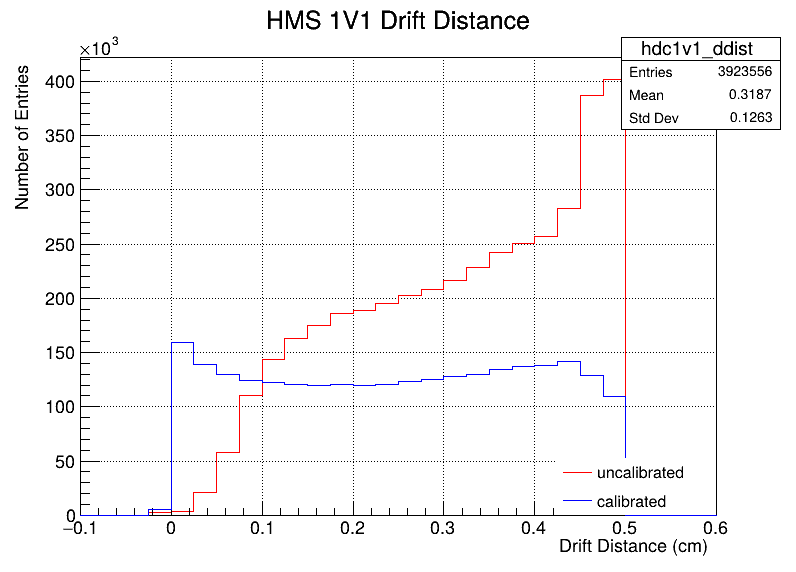 HMS 1V1 Drift Distance
×10³
hdc1v1_ddist
Entries 3923556
Mean 0.3187
Std Dev 0.1263
Number of Entries
400
350
300
250
200
150
100
50
0
uncalibrated
calibrated
−0.1 0 0.1 0.2 0.3 0.4 0.5 0.6
Drift Distance (cm)